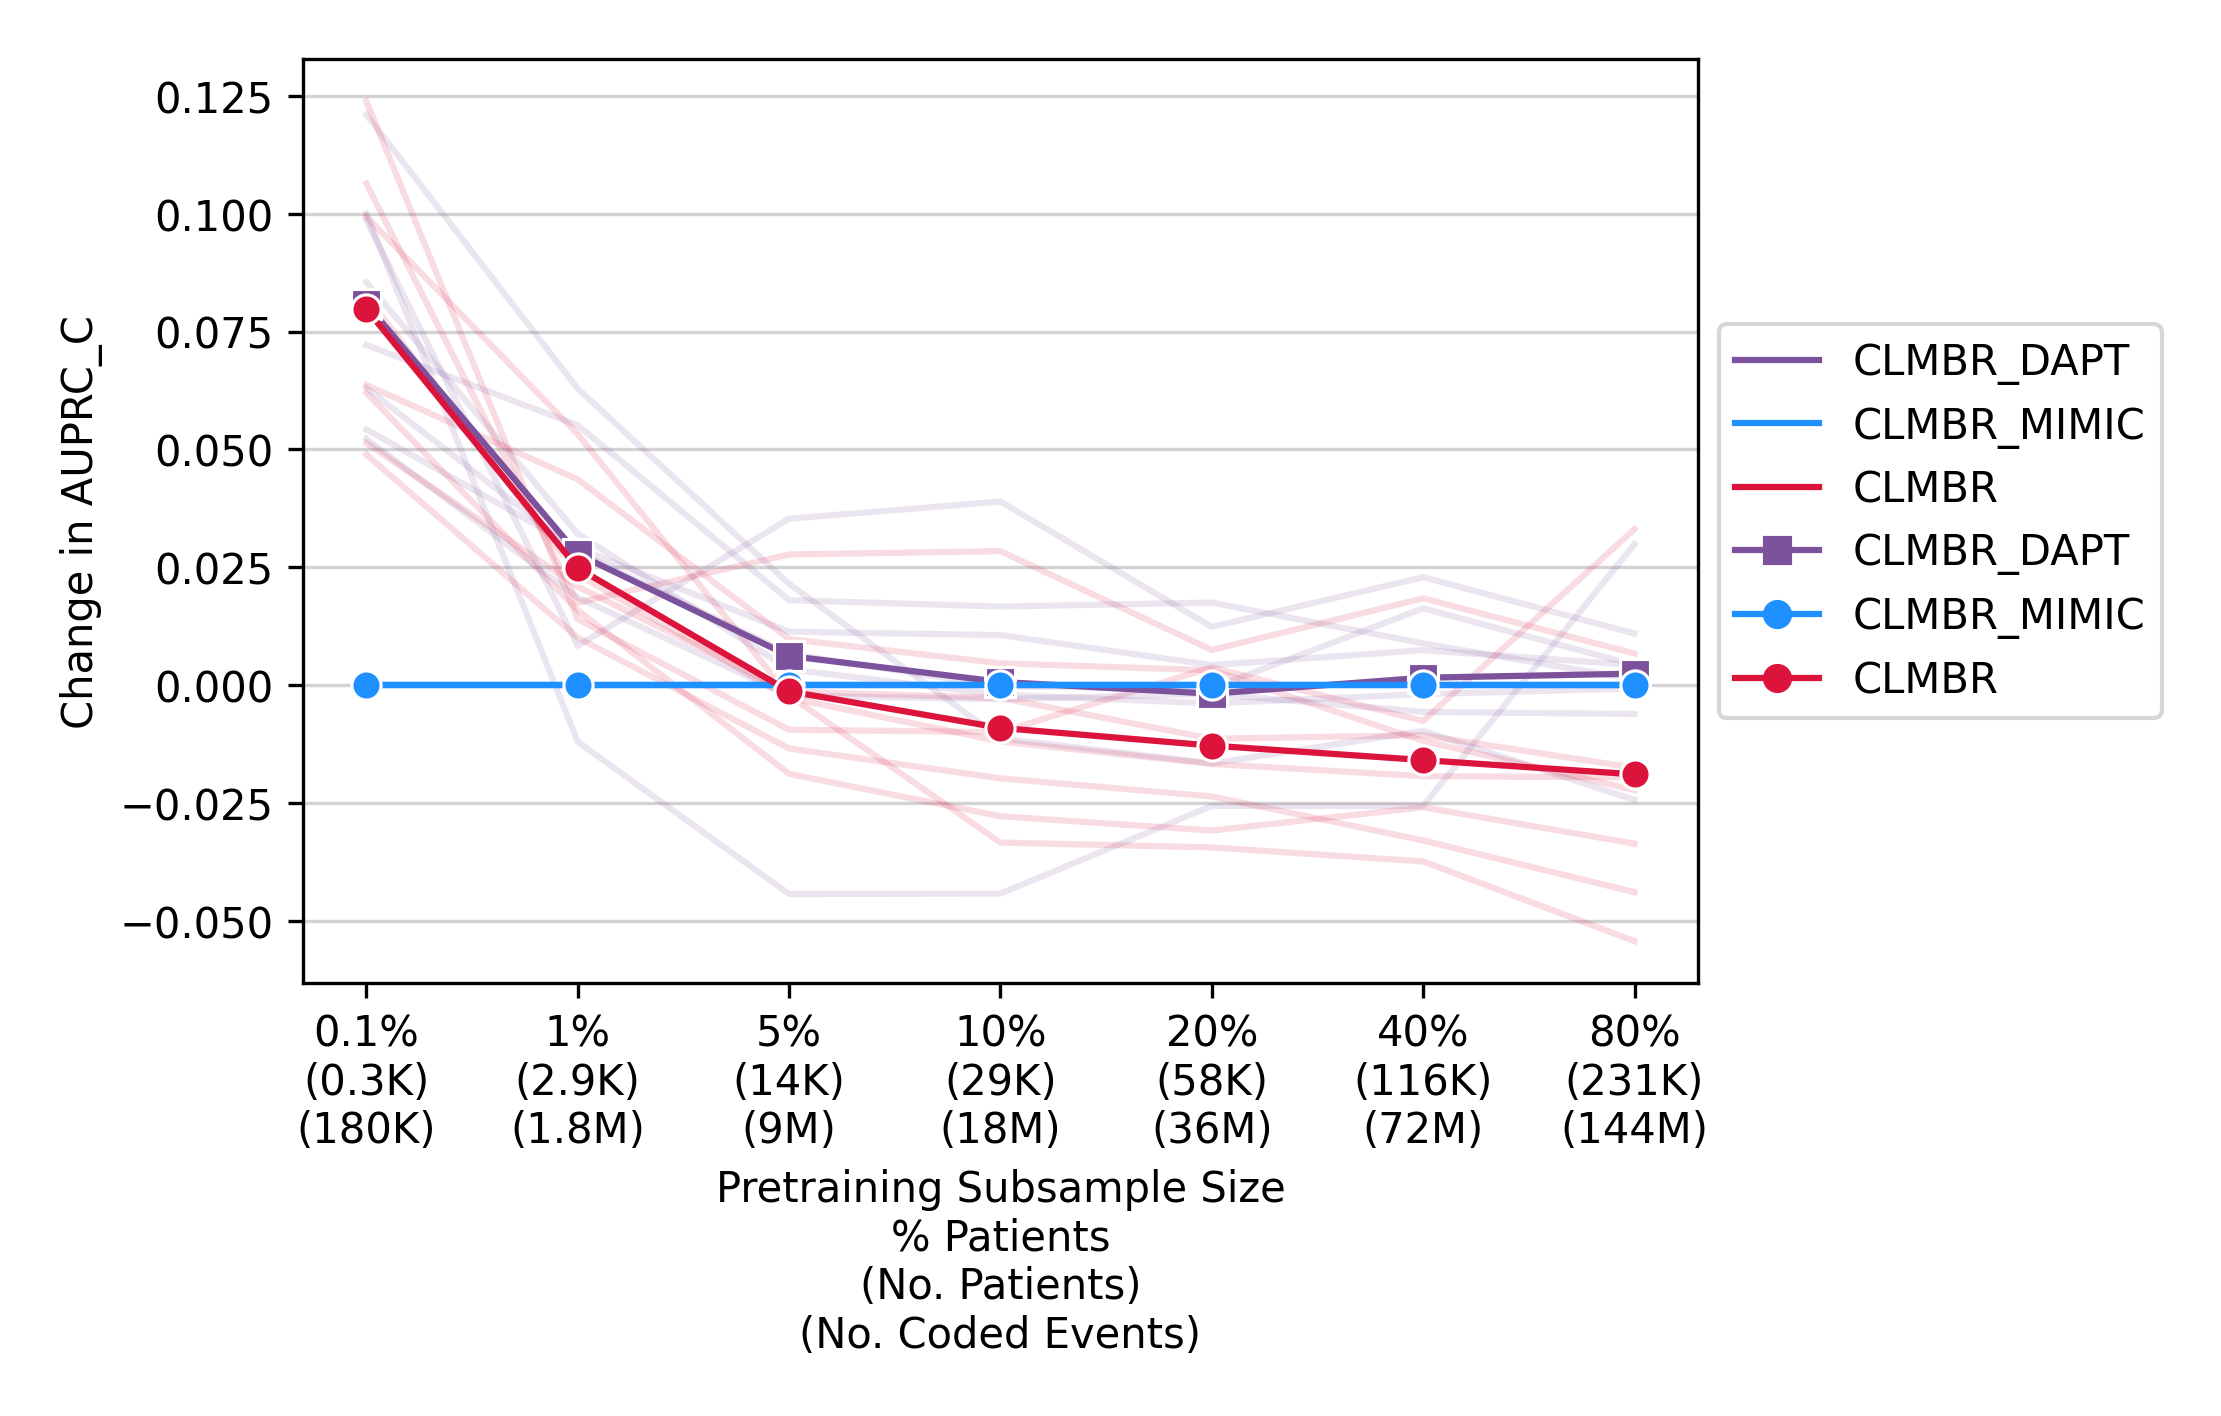 Change in AUPRC_C
0.125
0.100
0.075
0.050
0.025
0.000
−0.025
−0.050
CLMBR_DAPT
CLMBR_MIMIC
CLMBR
CLMBR_DAPT
CLMBR_MIMIC
CLMBR
0.1% 1% 5% 10% 20% 40% 80%
(0.3K) (2.9K) (14K) (29K) (58K) (116K) (231K)
(180K) (1.8M) (9M) (18M) (36M) (72M) (144M)
Pretraining Subsample Size
% Patients
(No. Patients)
(No. Coded Events)